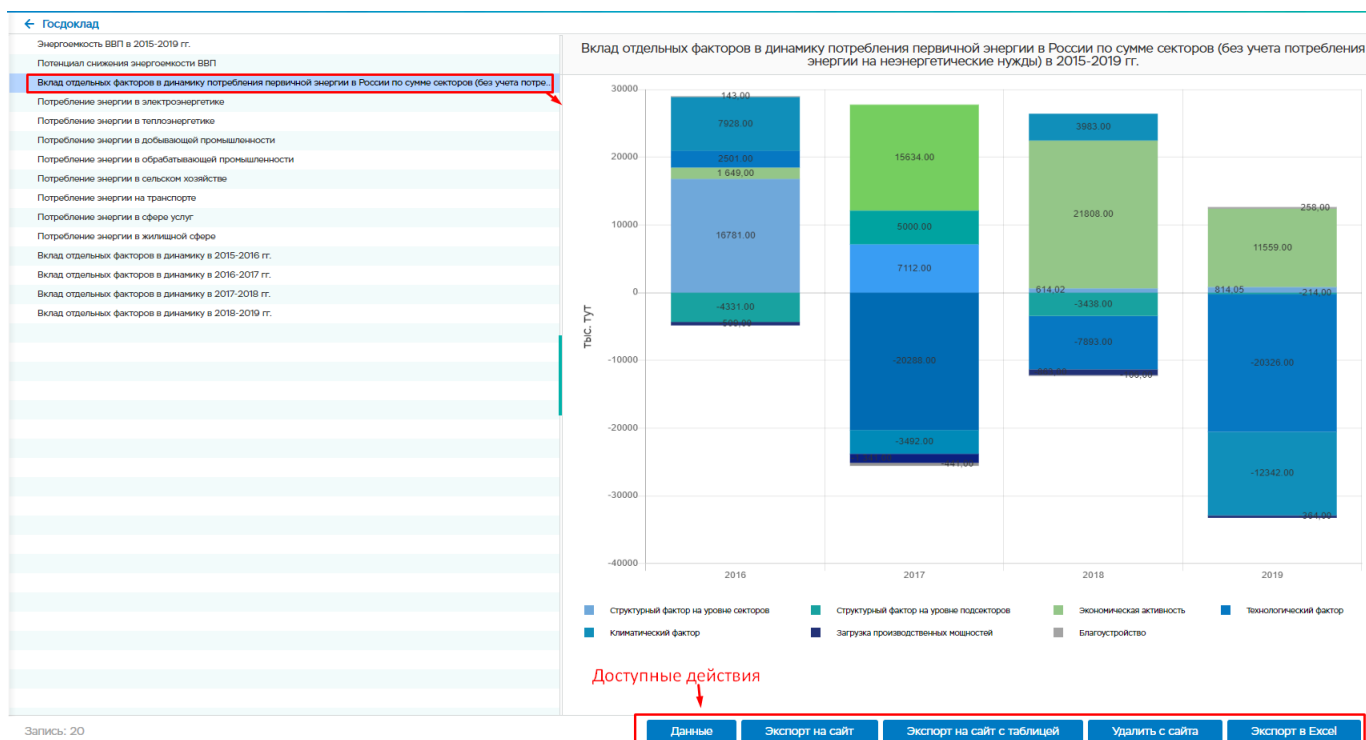 ← Госдоклад
Энергоемкость ВВП в 2015-2019 гг.
Потенциал снижения энергоемкости ВВП
Вклад отдельных факторов в динамику потребления первичной энергии в России по сумме секторов (без учета потре...
Потребление энергии в электроэнергетике
Потребление энергии в теплоэнергетике
Потребление энергии в добывающей промышленности
Потребление энергии в обрабатывающей промышленности
Потребление энергии в сельском хозяйстве
Потребление энергии на транспорте
Потребление энергии в сфере услуг
Потребление энергии в жилищной сфере
Вклад отдельных факторов в динамику в 2015-2016 гг.
Вклад отдельных факторов в динамику в 2016-2017 гг.
Вклад отдельных факторов в динамику в 2017-2018 гг.
Вклад отдельных факторов в динамику в 2018-2019 гг.
Вклад отдельных факторов в динамику потребления первичной энергии в России по сумме секторов (без учета потребления
энергии на неэнергетические нужды) в 2015-2019 гг.
тыс. тут
30000
20000
10000
0
-10000
-20000
-30000
-40000
143,00
7928.00
2501.00
1 649,00
16781.00
-4331.00
15634.00
5000.00
7112.00
-20288.00
-3492.00
-441,00
3983.00
21808.00
614,02
-3438.00
-7893.00
258,00
11559.00
814,05
-214,00
-20326.00
-12342.00
-364,00
2016
2017
2018
2019
Структурный фактор на уровне секторов
Структурный фактор на уровне подсекторов
Экономическая активность
Технологический фактор
Климатический фактор
Загрузка производственных мощностей
Благоустройство
Доступные действия
Запись: 20
Данные
Экспорт на сайт
Экспорт на сайт с таблицей
Удалить с сайта
Экспорт в Excel